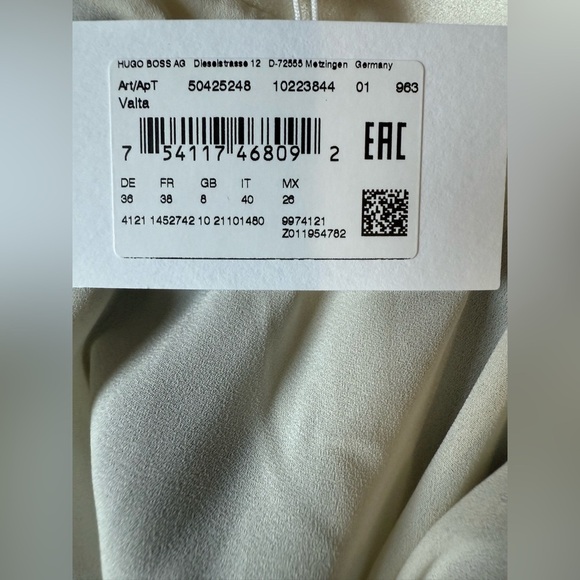 HUGO BOSS AG Dieselstrasse 12 D-72555 Metzingen Germany
Art/ApT 50425248 10223844 01 963
Valta
7 54117 46809 2 EAC
DE FR GB IT MX
36 38 8 40 26
4121 1452742 10 21101480 9974121
Z011954782